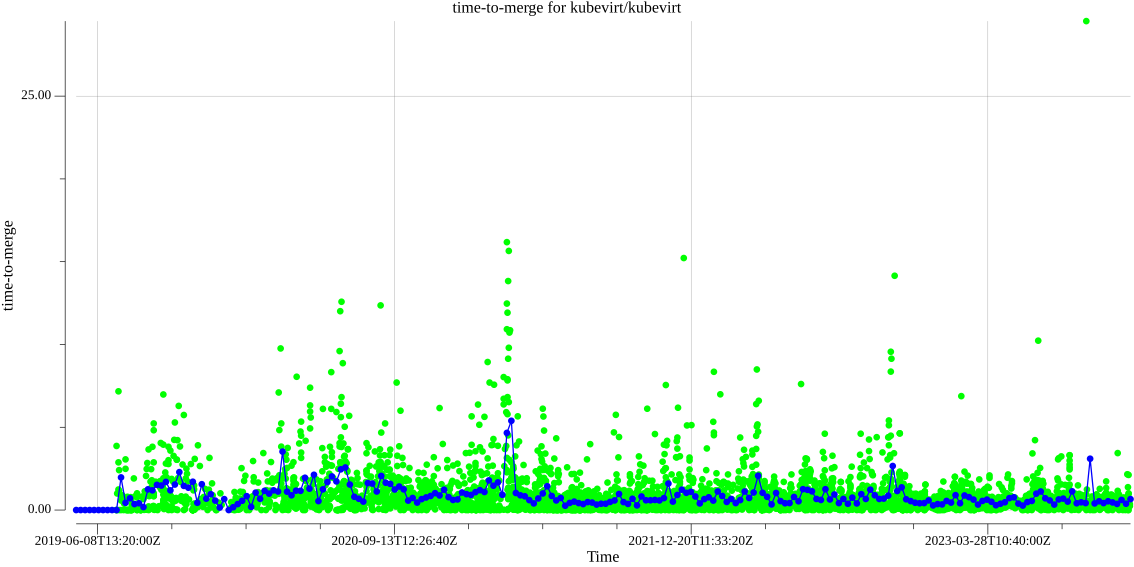 time-to-merge for kubevirt/kubevirt
25.00
time-to-merge
0.00
2019-06-08T13:20:00Z
2020-09-13T12:26:40Z
2021-12-20T11:33:20Z
2023-03-28T10:40:00Z
Time